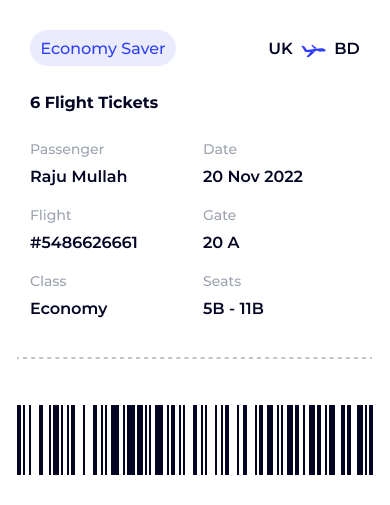 Economy Saver
UK BD
6 Flight Tickets
Passenger Date
Raju Mullah 20 Nov 2022
Flight Gate
#5486626661 20 A
Class Seats
Economy 5B - 11B